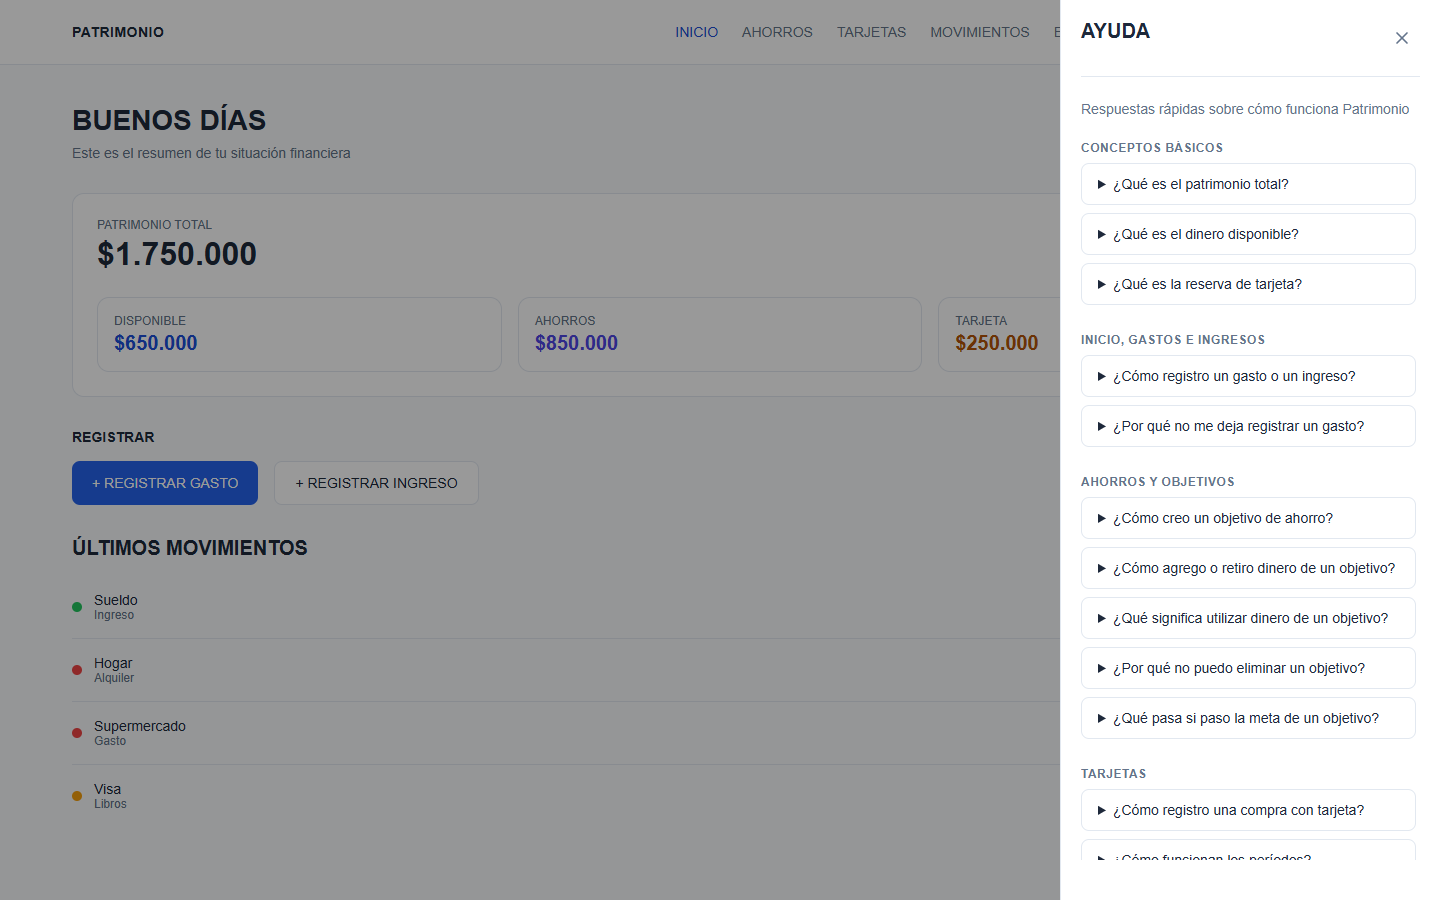 PATRIMONIO
INICIO
AHORROS
TARJETAS
MOVIMIENTOS
BUENOS DÍAS
Este es el resumen de tu situación financiera
PATRIMONIO TOTAL
$1.750.000
DISPONIBLE
$650.000
AHORROS
$850.000
TARJETA
$250.000
REGISTRAR
+ REGISTRAR GASTO
+ REGISTRAR INGRESO
ÚLTIMOS MOVIMIENTOS
Sueldo
Ingreso
Hogar
Alquiler
Supermercado
Gasto
Visa
Libros
AYUDA
Respuestas rápidas sobre cómo funciona Patrimonio
CONCEPTOS BÁSICOS
¿Qué es el patrimonio total?
¿Qué es el dinero disponible?
¿Qué es la reserva de tarjeta?
INICIO, GASTOS E INGRESOS
¿Cómo registro un gasto o un ingreso?
¿Por qué no me deja registrar un gasto?
AHORROS Y OBJETIVOS
¿Cómo creo un objetivo de ahorro?
¿Cómo agrego o retiro dinero de un objetivo?
¿Qué significa utilizar dinero de un objetivo?
¿Por qué no puedo eliminar un objetivo?
¿Qué pasa si paso la meta de un objetivo?
TARJETAS
¿Cómo registro una compra con tarjeta?
¿Cómo funcionan los períodos?